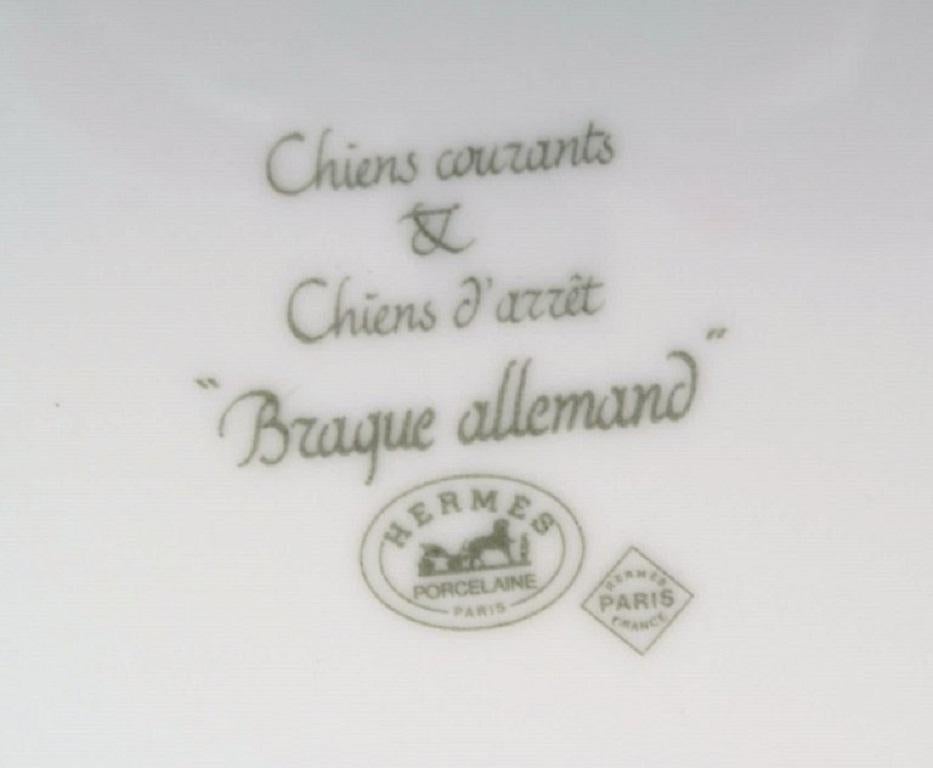 Chiens courants
&
Chiens d'arrêt
"Braque allemand"
HERMES
PORCELAINE
PARIS
HERMES
PARIS
FRANCE